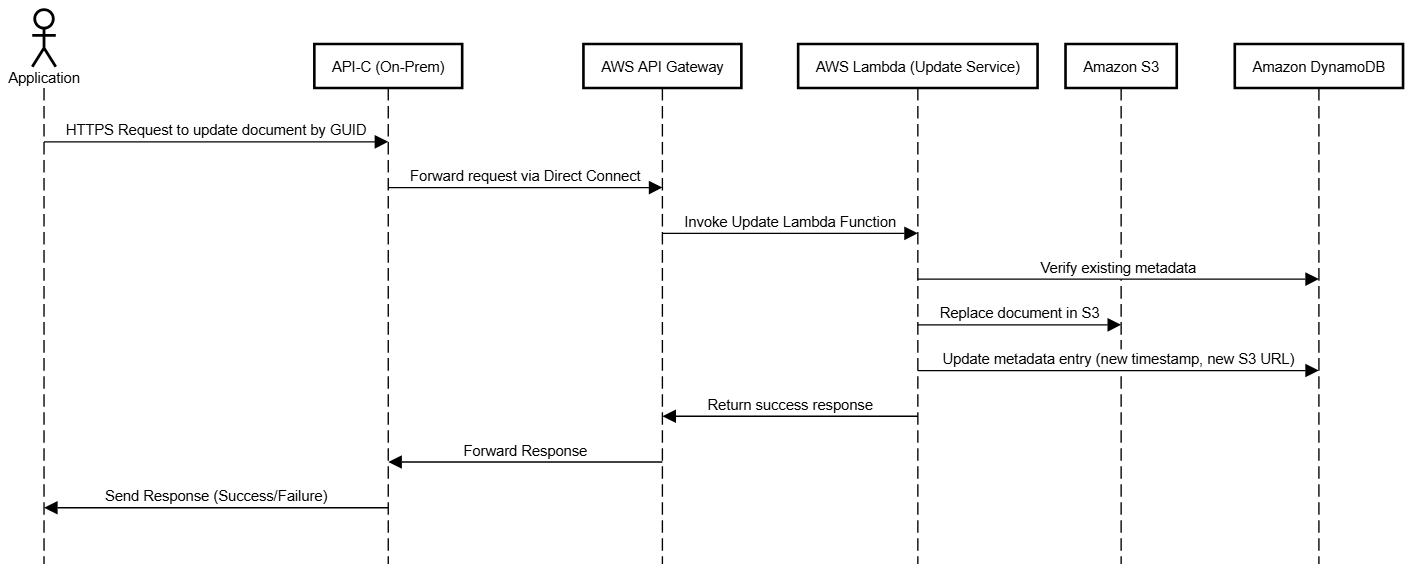 Application
API-C (On-Prem)
AWS API Gateway
AWS Lambda (Update Service)
Amazon S3
Amazon DynamoDB
HTTPS Request to update document by GUID
Forward request via Direct Connect
Invoke Update Lambda Function
Verify existing metadata
Replace document in S3
Update metadata entry (new timestamp, new S3 URL)
Return success response
Forward Response
Send Response (Success/Failure)